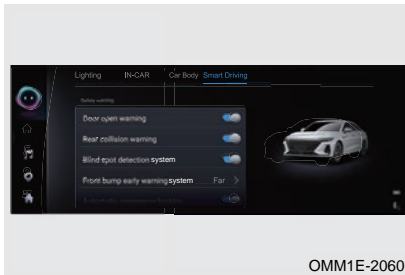 Lighting IN-CAR Car Body Smart Driving
Safety warning
Door open warning
Rear collision warning
Blind spot detection system
Front bump early warning system Far >
OMM1E-2060